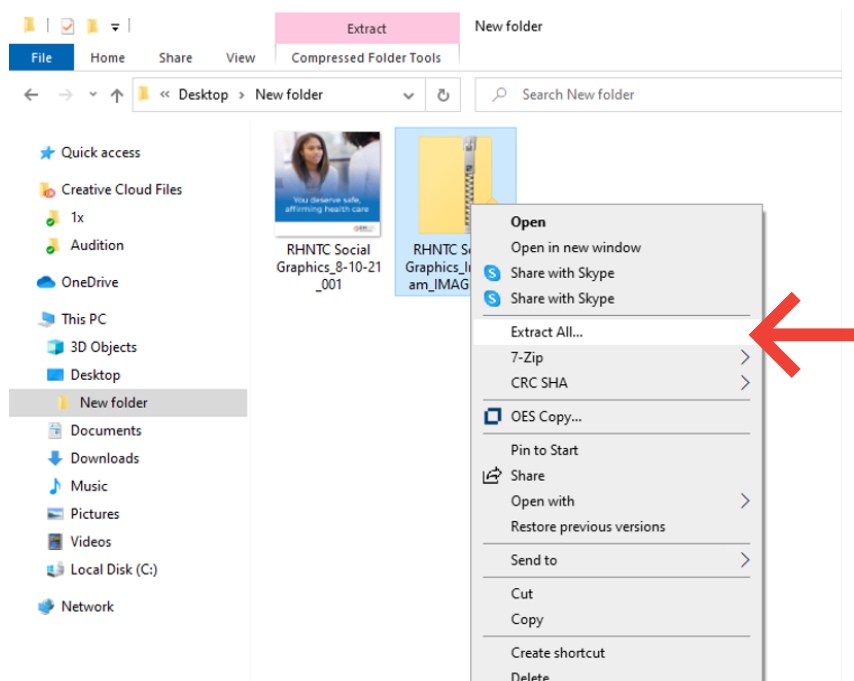 Extract
New folder
File
Home
Share
View
Compressed Folder Tools
« Desktop > New folder
Search New folder
Quick access
Creative Cloud Files
1x
Audition
OneDrive
This PC
3D Objects
Desktop
New folder
Documents
Downloads
Music
Pictures
Videos
Local Disk (C:)
Network
You deserve safe,
affirming health care
RHNTC Social
Graphics_8-10-21
_001
RHNTC S
Graphics_I
am_IMAG
Open
Open in new window
Share with Skype
Share with Skype
Extract All...
7-Zip
CRC SHA
OES Copy...
Pin to Start
Share
Open with
Restore previous versions
Send to
Cut
Copy
Create shortcut
Delete